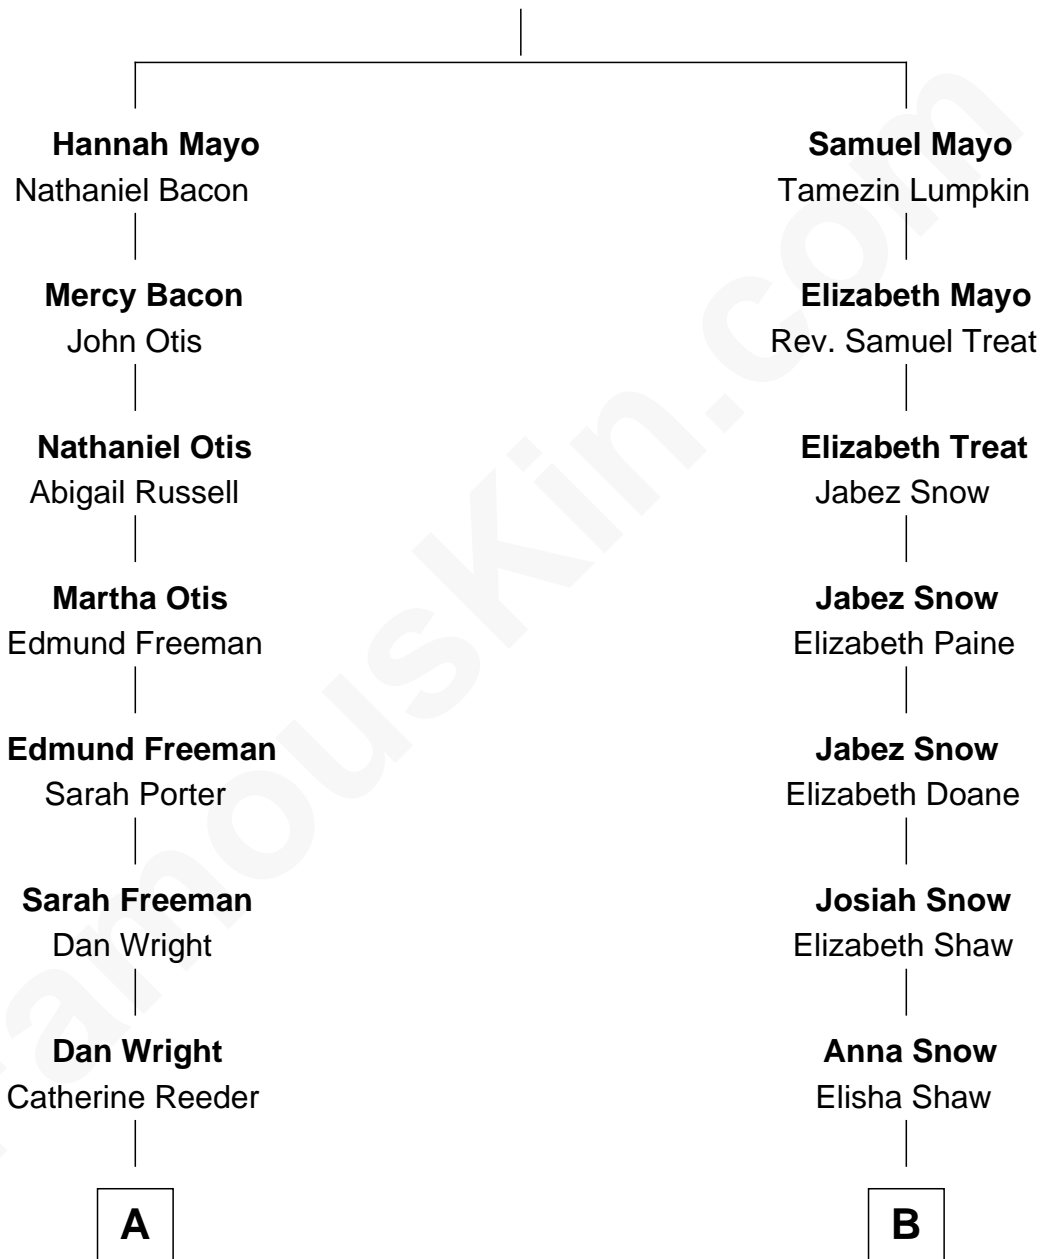 Hannah Mayo
Nathaniel Bacon
Mercy Bacon
John Otis
Nathaniel Otis
Abigail Russell
Martha Otis
Edmund Freeman
Edmund Freeman
Sarah Porter
Sarah Freeman
Dan Wright
Dan Wright
Catherine Reeder
A
Samuel Mayo
Tamezin Lumpkin
Elizabeth Mayo
Rev. Samuel Treat
Elizabeth Treat
Jabez Snow
Jabez Snow
Elizabeth Paine
Jabez Snow
Elizabeth Doane
Josiah Snow
Elizabeth Shaw
Anna Snow
Elisha Shaw
B
FamousKin.com